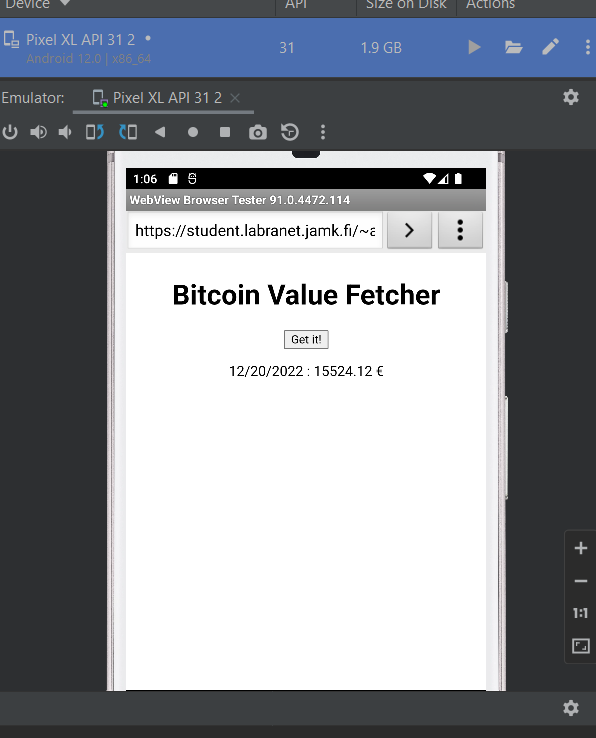 Device API Size on Disk Actions
Pixel XL API 31 2 31 1.9 GB
Android 12.0 | x86_64
Emulator: Pixel XL API 31 2
1:06
WebView Browser Tester 91.0.4472.114
https://student.labranet.jamk.fi/~a
Bitcoin Value Fetcher
Get it!
12/20/2022 : 15524.12 €
1:1